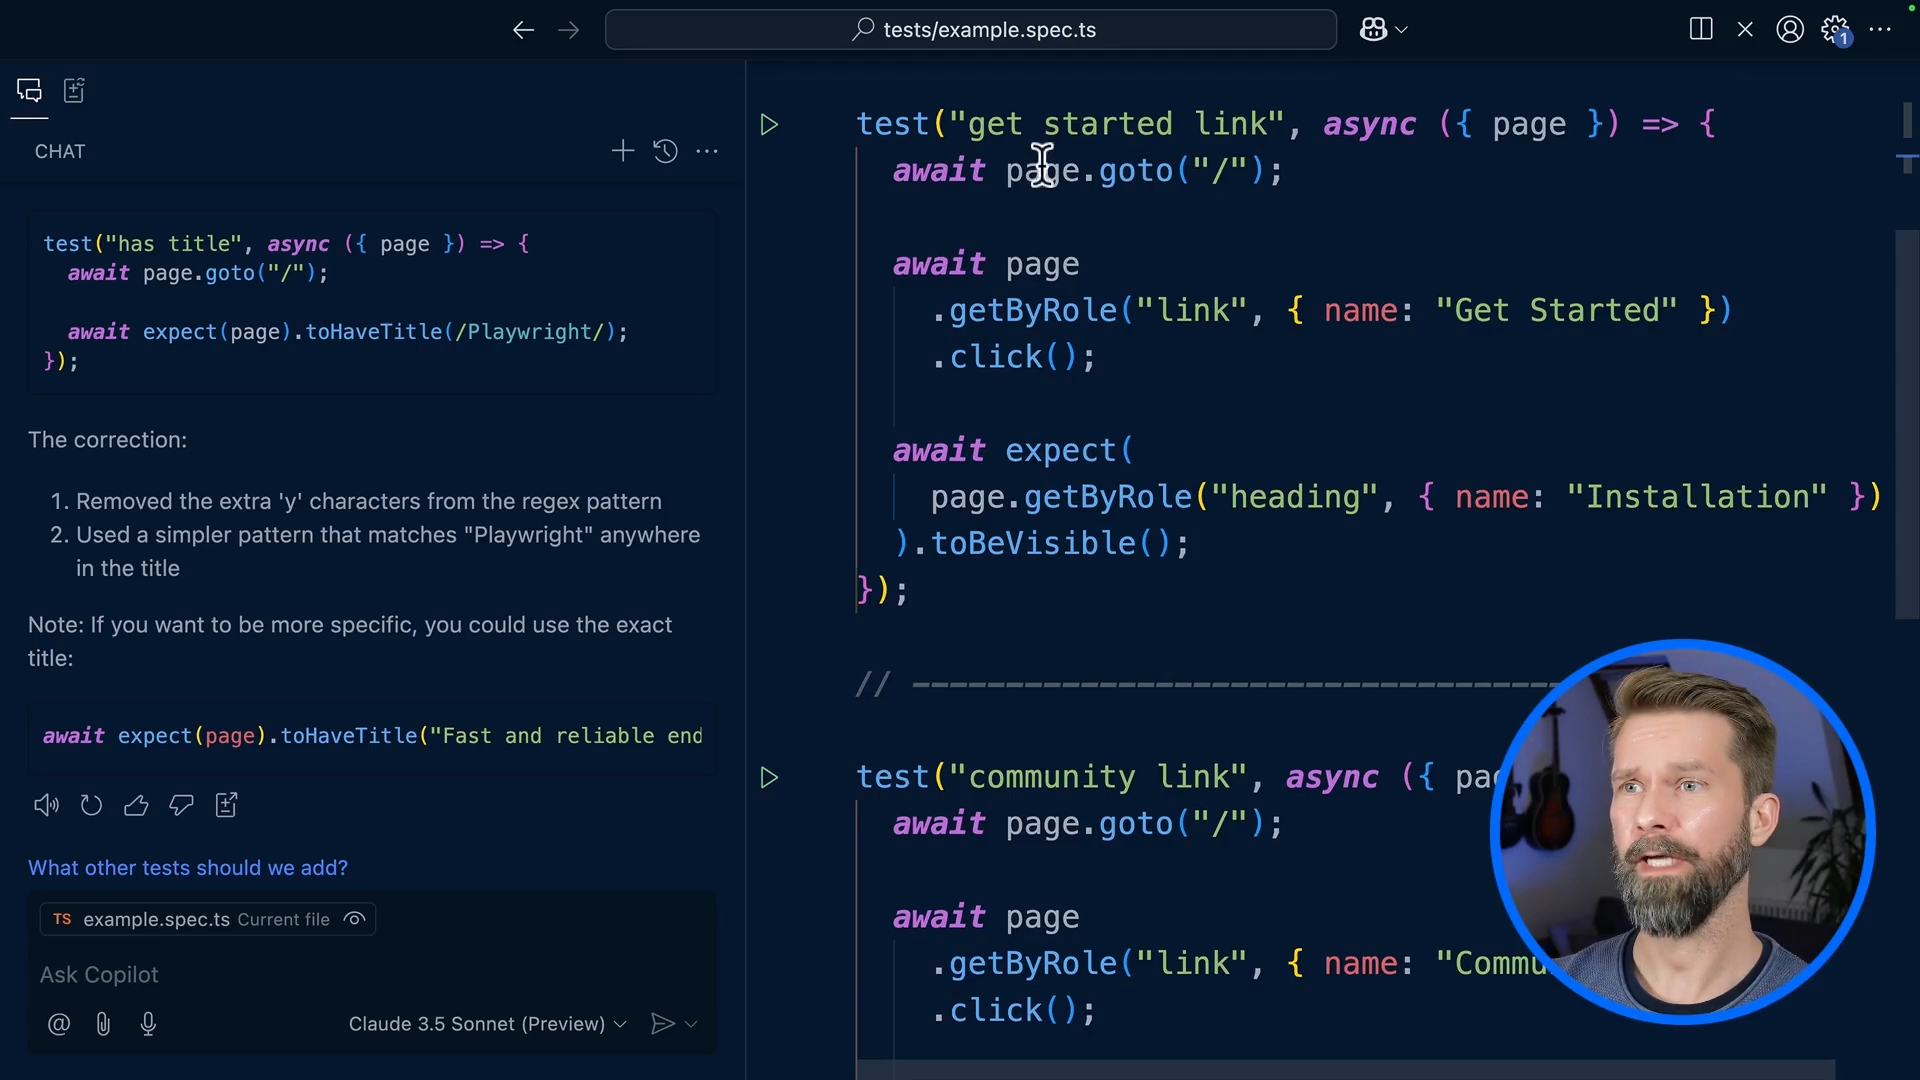 tests/example.spec.ts
1
CHAT
test("has title", async ({ page }) => {
await page.goto("/");
await expect(page).toHaveTitle(/Playwright/);
});
The correction:
1. Removed the extra 'y' characters from the regex pattern
2. Used a simpler pattern that matches "Playwright" anywhere
in the title
Note: If you want to be more specific, you could use the exact
title:
await expect(page).toHaveTitle("Fast and reliable end
What other tests should we add?
TS example.spec.ts Current file
Ask Copilot
Claude 3.5 Sonnet (Preview)
test("get started link", async ({ page }) => {
await page.goto("/");
await page
.getByRole("link", { name: "Get Started" })
.click();
await expect(
page.getByRole("heading", { name: "Installation" })
).toBeVisible();
});
// -----------------------------------
test("community link", async ({ pa
await page.goto("/");
await page
.getByRole("link", { name: "Commu
.click();